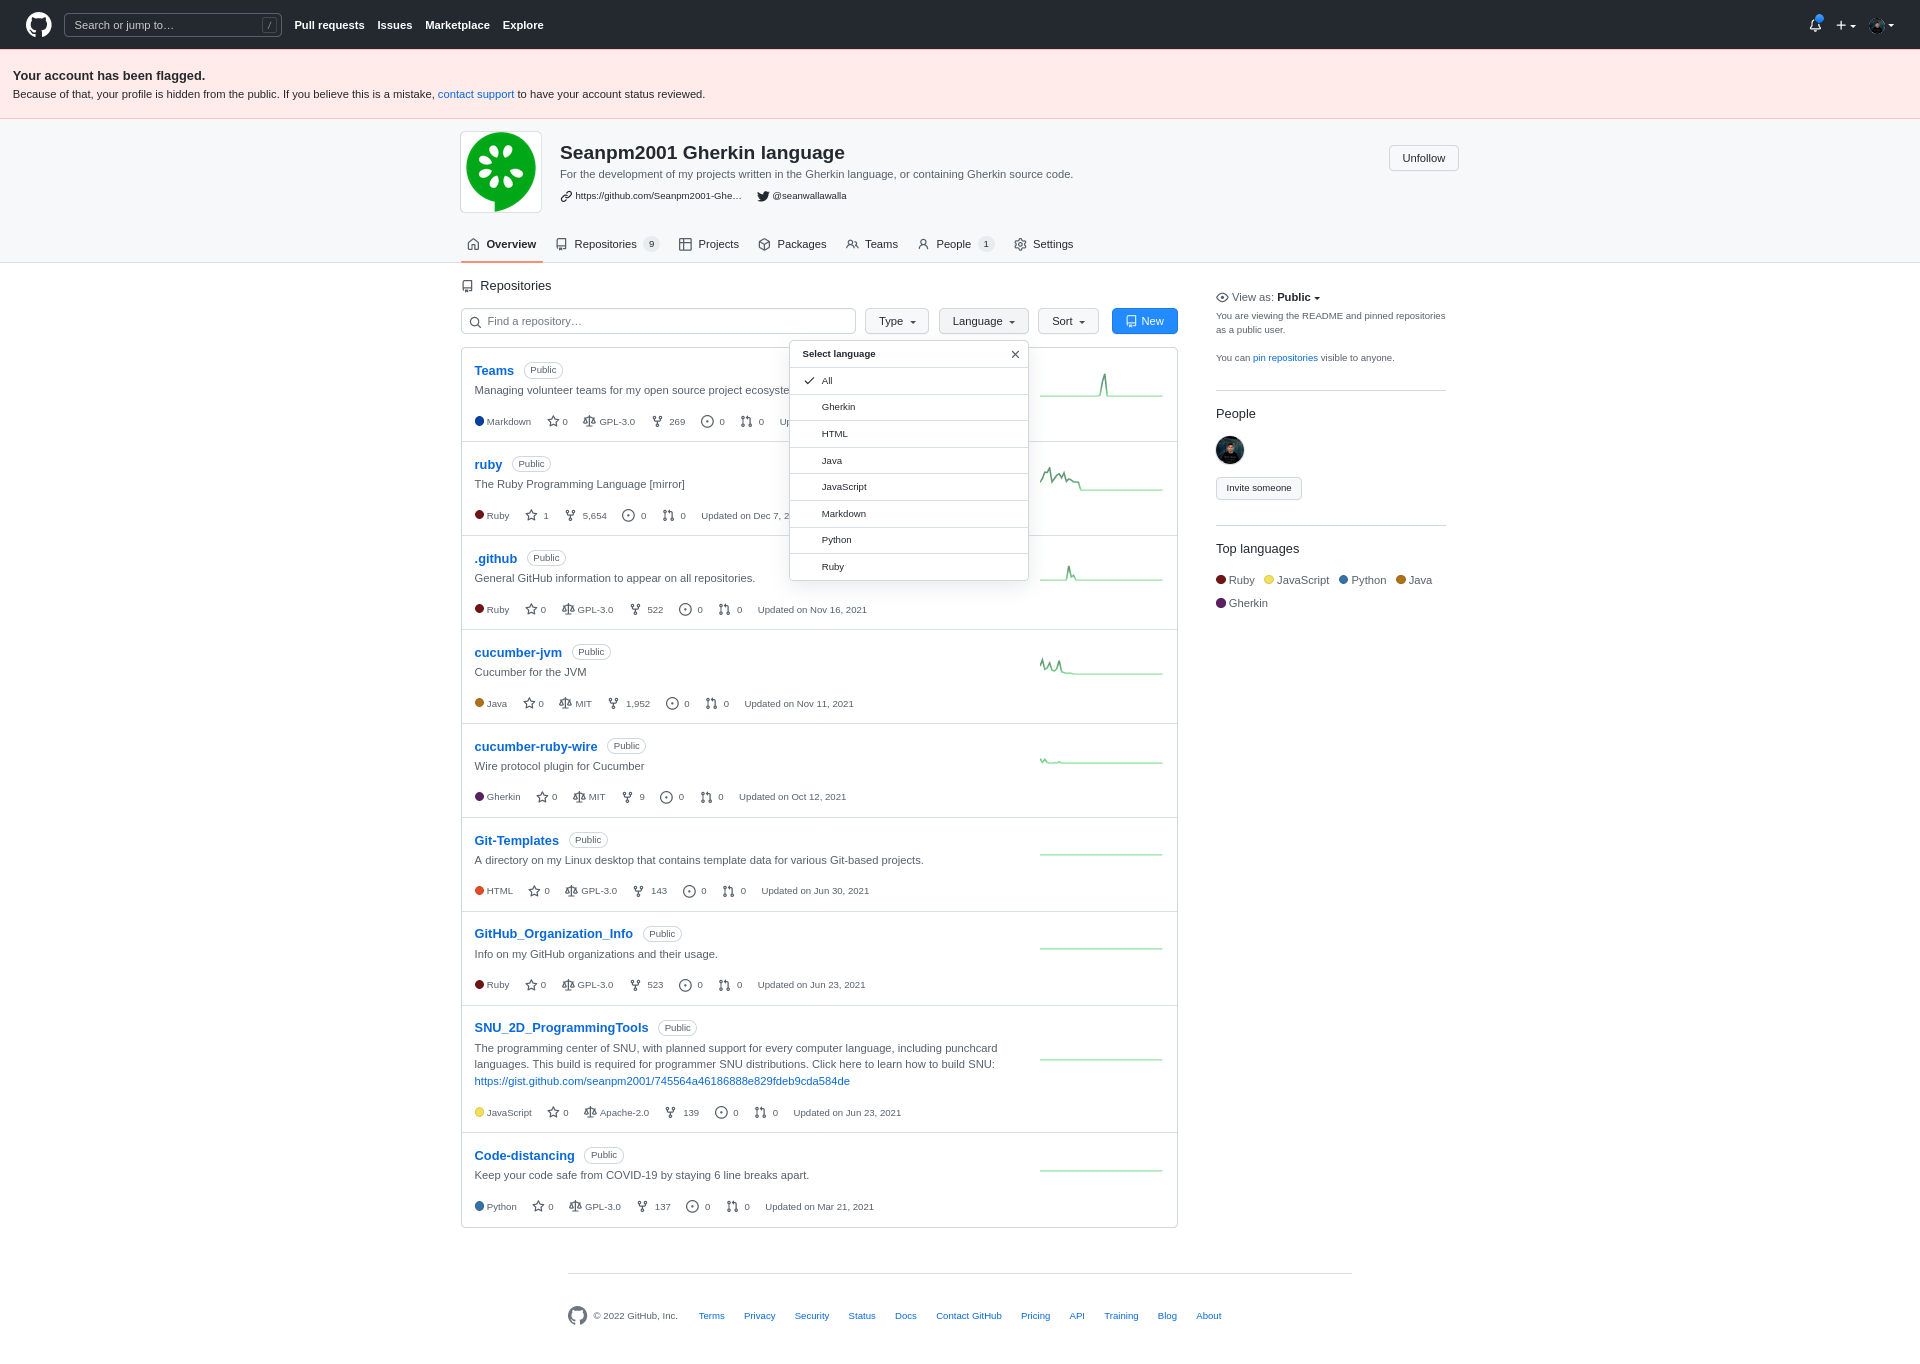 Search or jump to… /
Pull requests Issues Marketplace Explore
Your account has been flagged.
Because of that, your profile is hidden from the public. If you believe this is a mistake, contact support to have your account status reviewed.
Seanpm2001 Gherkin language
For the development of my projects written in the Gherkin language, or containing Gherkin source code.
https://github.com/Seanpm2001-Ghe… @seanwallawalla
Unfollow
Overview Repositories 9 Projects Packages Teams People 1 Settings
Repositories
Find a repository… Type Language Sort New
Select language
All
Gherkin
HTML
Java
JavaScript
Markdown
Python
Ruby
Teams Public
Managing volunteer teams for my open source project ecosyste
Markdown 0 GPL-3.0 269 0 0 Up
ruby Public
The Ruby Programming Language [mirror]
Ruby 1 5,654 0 0 Updated on Dec 7, 2
.github Public
General GitHub information to appear on all repositories.
Ruby 0 GPL-3.0 522 0 0 Updated on Nov 16, 2021
cucumber-jvm Public
Cucumber for the JVM
Java 0 MIT 1,952 0 0 Updated on Nov 11, 2021
cucumber-ruby-wire Public
Wire protocol plugin for Cucumber
Gherkin 0 MIT 9 0 0 Updated on Oct 12, 2021
Git-Templates Public
A directory on my Linux desktop that contains template data for various Git-based projects.
HTML 0 GPL-3.0 143 0 0 Updated on Jun 30, 2021
GitHub_Organization_Info Public
Info on my GitHub organizations and their usage.
Ruby 0 GPL-3.0 523 0 0 Updated on Jun 23, 2021
SNU_2D_ProgrammingTools Public
The programming center of SNU, with planned support for every computer language, including punchcard
languages. This build is required for programmer SNU distributions. Click here to learn how to build SNU:
https://gist.github.com/seanpm2001/745564a46186888e829fdeb9cda584de
JavaScript 0 Apache-2.0 139 0 0 Updated on Jun 23, 2021
Code-distancing Public
Keep your code safe from COVID-19 by staying 6 line breaks apart.
Python 0 GPL-3.0 137 0 0 Updated on Mar 21, 2021
View as: Public
You are viewing the README and pinned repositories
as a public user.
You can pin repositories visible to anyone.
People
Invite someone
Top languages
Ruby JavaScript Python Java
Gherkin
© 2022 GitHub, Inc. Terms Privacy Security Status Docs Contact GitHub Pricing API Training Blog About